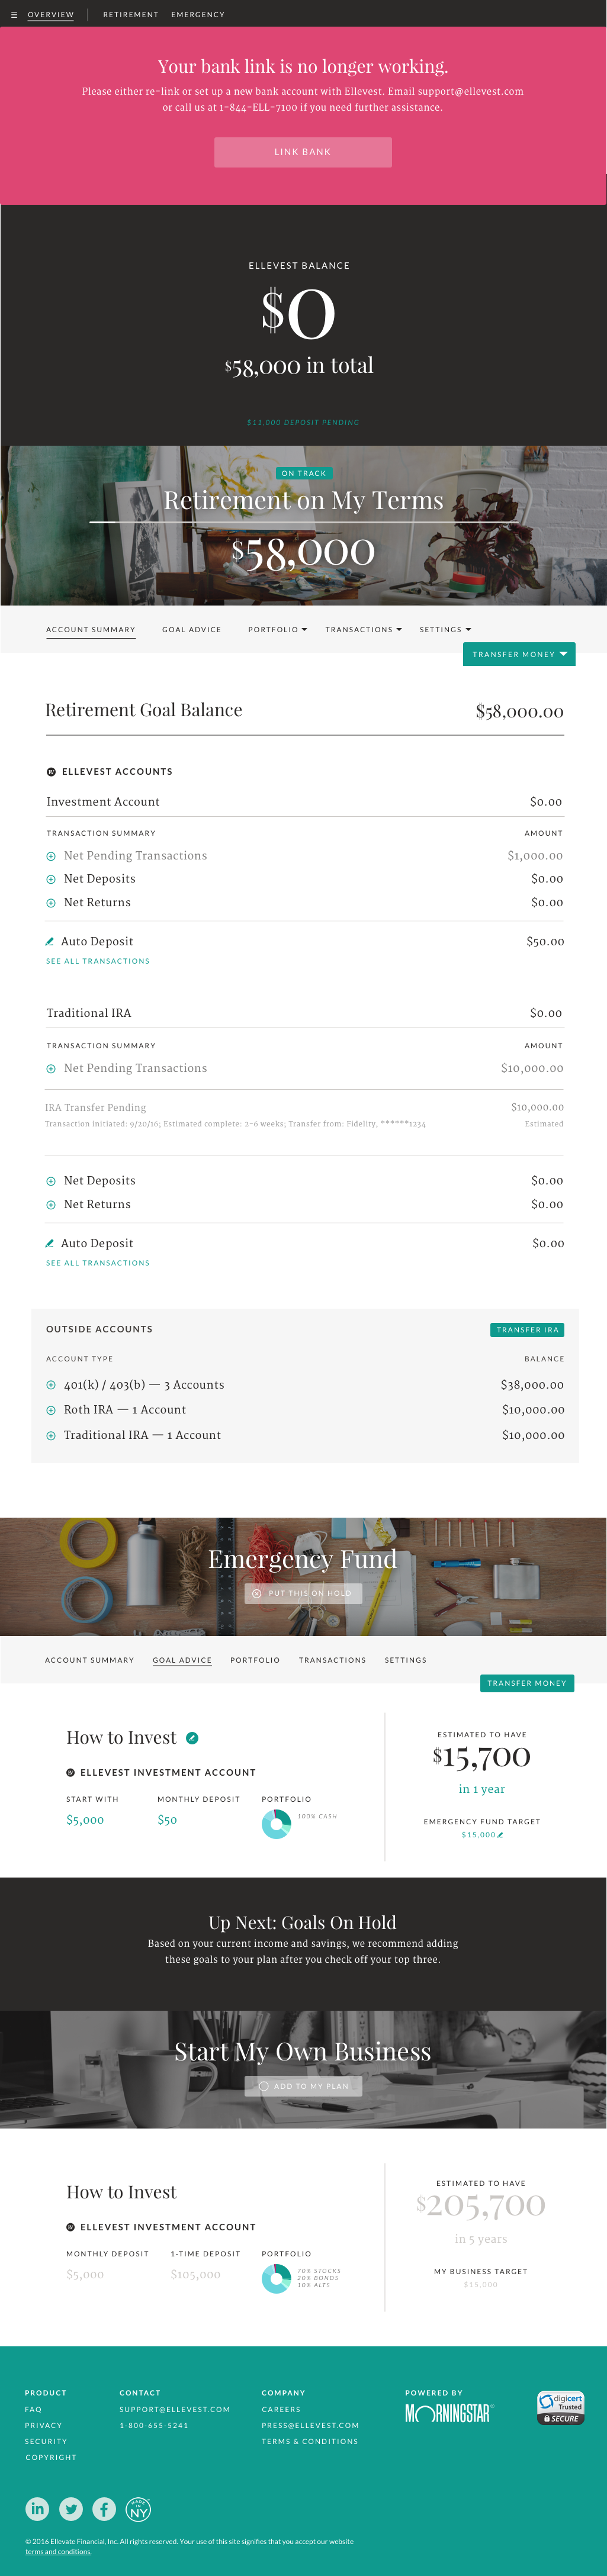 OVERVIEW
RETIREMENT
EMERGENCY
Your bank link is no longer working.
Please either re-link or set up a new bank account with Ellevest. Email support@ellevest.com
or call us at 1-844-ELL-7100 if you need further assistance.
LINK BANK
ELLEVEST BALANCE
$0
$58,000 in total
$11,000 DEPOSIT PENDING
ON TRACK
Retirement on My Terms
$58,000
ACCOUNT SUMMARY GOAL ADVICE PORTFOLIO TRANSACTIONS SETTINGS
TRANSFER MONEY
Retirement Goal Balance $58,000.00
ELLEVEST ACCOUNTS
Investment Account $0.00
TRANSACTION SUMMARY AMOUNT
Net Pending Transactions $1,000.00
Net Deposits $0.00
Net Returns $0.00
Auto Deposit $50.00
SEE ALL TRANSACTIONS
Traditional IRA $0.00
TRANSACTION SUMMARY AMOUNT
Net Pending Transactions $10,000.00
IRA Transfer Pending $10,000.00
Transaction initiated: 9/20/16; Estimated complete: 2-6 weeks; Transfer from: Fidelity, ******1234 Estimated
Net Deposits $0.00
Net Returns $0.00
Auto Deposit $0.00
SEE ALL TRANSACTIONS
OUTSIDE ACCOUNTS TRANSFER IRA
ACCOUNT TYPE BALANCE
401(k) / 403(b) — 3 Accounts $38,000.00
Roth IRA — 1 Account $10,000.00
Traditional IRA — 1 Account $10,000.00
Emergency Fund
PUT THIS ON HOLD
ACCOUNT SUMMARY GOAL ADVICE PORTFOLIO TRANSACTIONS SETTINGS
TRANSFER MONEY
How to Invest
ELLEVEST INVESTMENT ACCOUNT
START WITH MONTHLY DEPOSIT PORTFOLIO
$5,000 $50 100% CASH
ESTIMATED TO HAVE
$15,700
in 1 year
EMERGENCY FUND TARGET
$15,000
Up Next: Goals On Hold
Based on your current income and savings, we recommend adding
these goals to your plan after you check off your top three.
Start My Own Business
ADD TO MY PLAN
How to Invest
ELLEVEST INVESTMENT ACCOUNT
MONTHLY DEPOSIT 1-TIME DEPOSIT PORTFOLIO
$5,000 $105,000
70% STOCKS
20% BONDS
10% ALTS
ESTIMATED TO HAVE
$205,700
in 5 years
MY BUSINESS TARGET
$15,000
PRODUCT
FAQ
PRIVACY
SECURITY
COPYRIGHT
CONTACT
SUPPORT@ELLEVEST.COM
1-800-655-5241
COMPANY
CAREERS
PRESS@ELLEVEST.COM
TERMS & CONDITIONS
POWERED BY
MORNINGSTAR®
digicert
Trusted
SECURE
in
f
MADE
IN
NY
© 2016 Ellevate Financial, Inc. All rights reserved. Your use of this site signifies that you accept our website
terms and conditions.